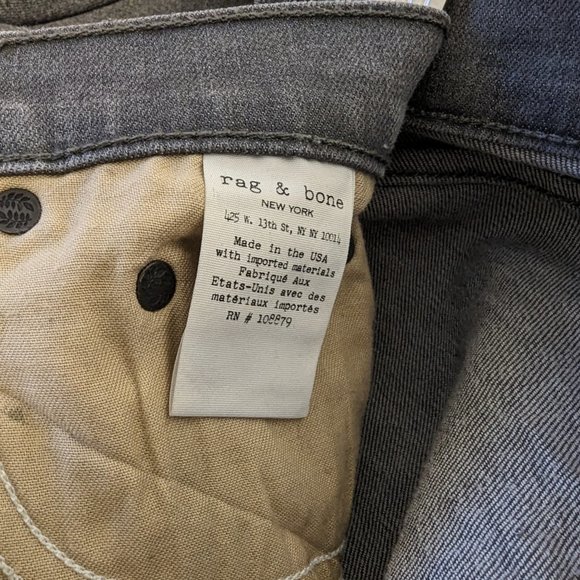 rag & bone
NEW YORK
425 W. 13th St, NY NY 10014
Made in the USA
with imported materials
Fabriqué Aux
Etats-Unis avec des
matériaux importés
RN # 108879